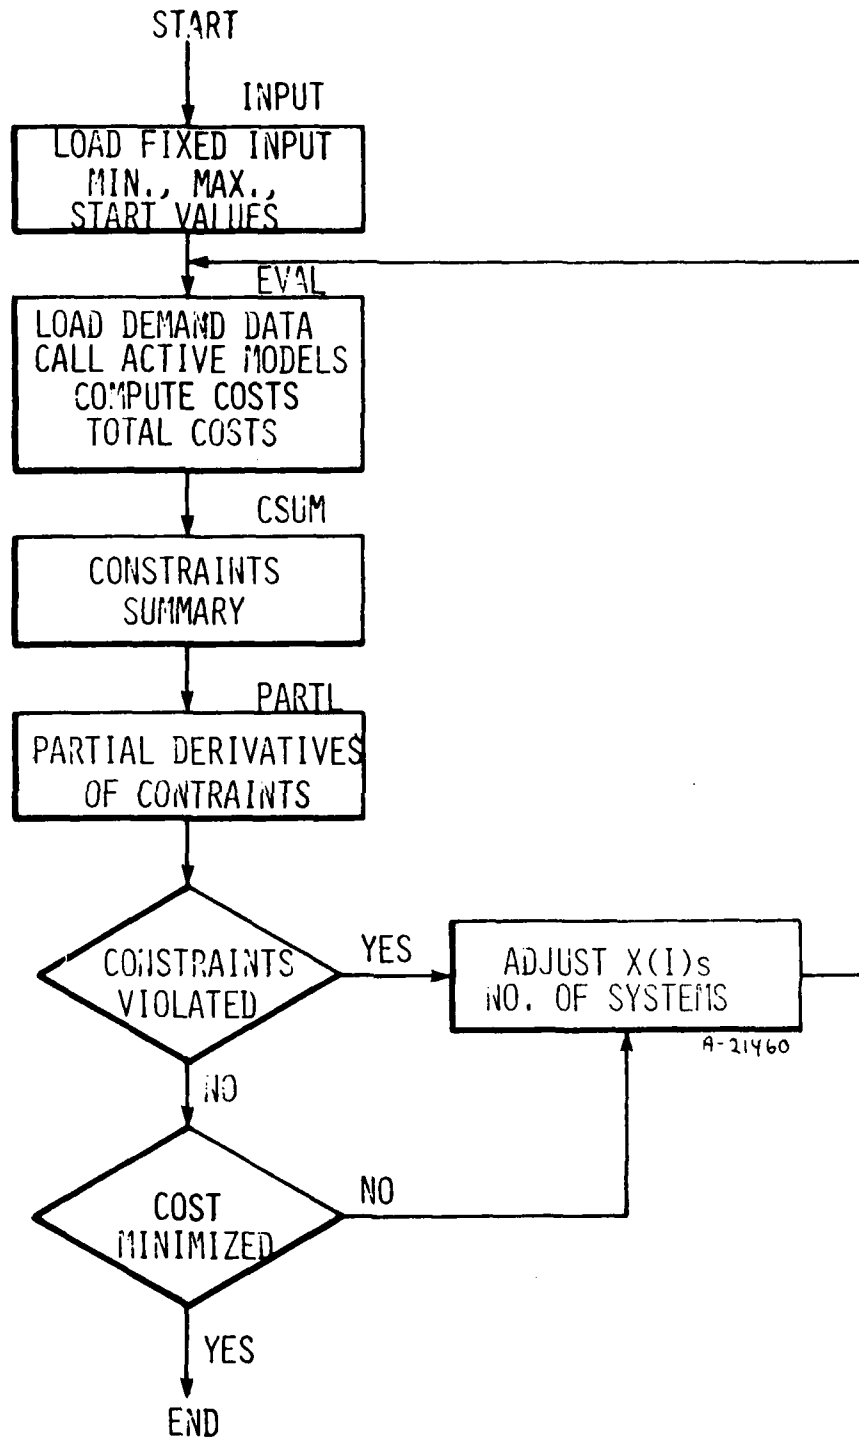 START
INPUT
LOAD FIXED INPUT
MIN., MAX.,
START VALUES
EVAL
LOAD DEMAND DATA
CALL ACTIVE MODELS
COMPUTE COSTS
TOTAL COSTS
CSUM
CONSTRAINTS
SUMMARY
PARTL
PARTIAL DERIVATIVES
OF CONTRAINTS
CONSTRAINTS
VIOLATED
YES
ADJUST X(I)s
NO. OF SYSTEMS
A-21460
NO
COST
MINIMIZED
NO
YES
END